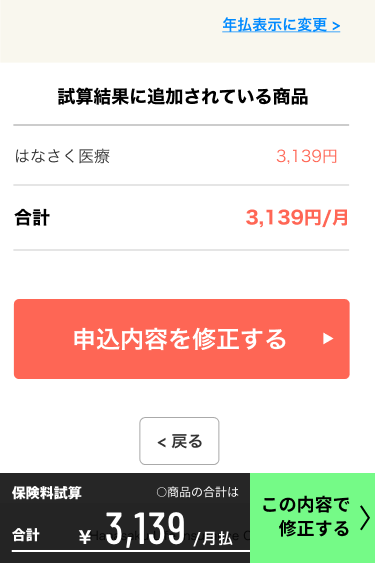 年払表示に変更 >
試算結果に追加されている商品
はなさく医療 3,139円
合計 3,139円/月
申込内容を修正する
< 戻る
保険料試算 ○商品の合計は
合計 ¥ 3,139 /月払
この内容で
修正する